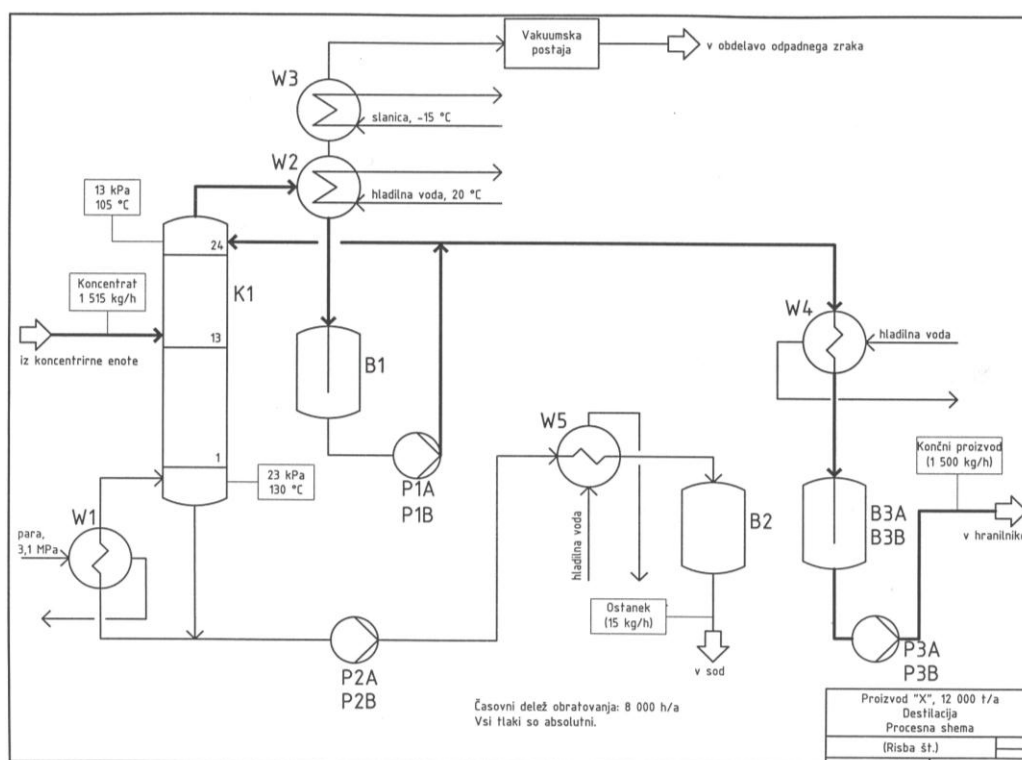 Vakuumska
postaja
v obdelavo odpadnega zraka
W3
slanica, -15 °C
W2
hladilna voda, 20 °C
13 kPa
105 °C
24
Koncentrat
1 515 kg/h
K1
13
iz koncentrirne enote
W4
hladilna voda
B1
W5
Končni proizvod
(1 500 kg/h)
1
23 kPa
130 °C
P1A
P1B
B2
B3A
B3B
v hranilnike
W1
para,
3,1 MPa
hladilna voda
Ostanek
(15 kg/h)
P2A
P2B
v sod
P3A
P3B
Časovni delež obratovanja: 8 000 h/a
Vsi tlaki so absolutni.
Proizvod "X", 12 000 t/a
Destilacija
Procesna shema
(Risba št.)